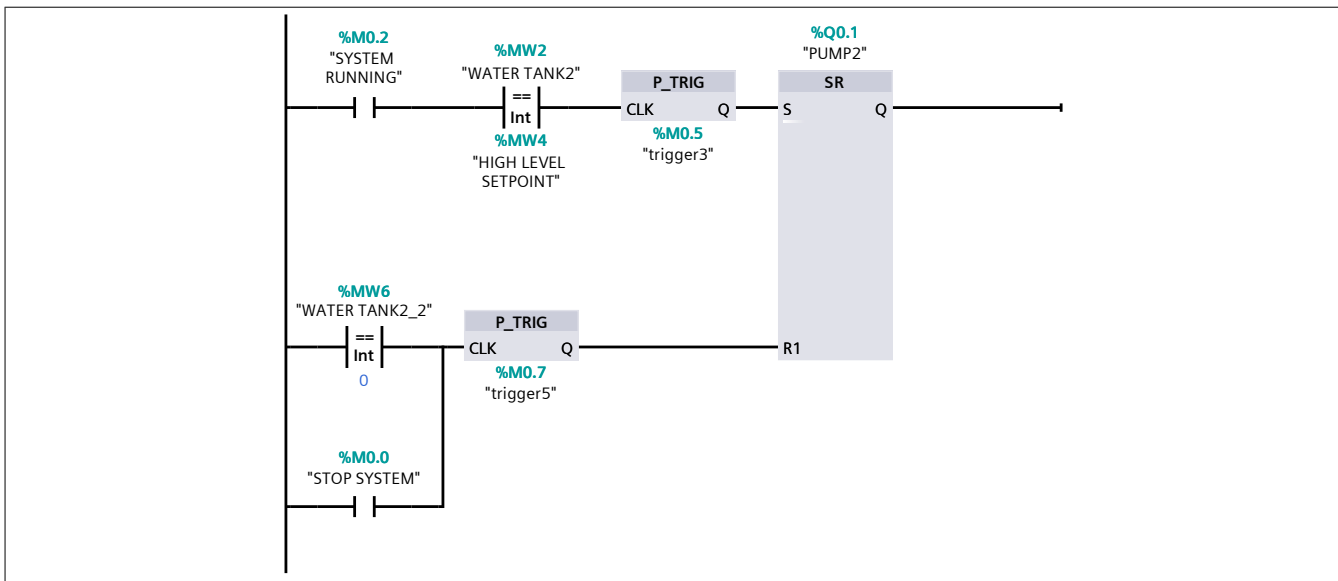 %M0.2
"SYSTEM
RUNNING"
%MW2
"WATER TANK2"
==
Int
%MW4
"HIGH LEVEL
SETPOINT"
P_TRIG
CLK Q
%M0.5
"trigger3"
%Q0.1
"PUMP2"
SR
S Q
R1
%MW6
"WATER TANK2_2"
==
Int
0
P_TRIG
CLK Q
%M0.7
"trigger5"
%M0.0
"STOP SYSTEM"